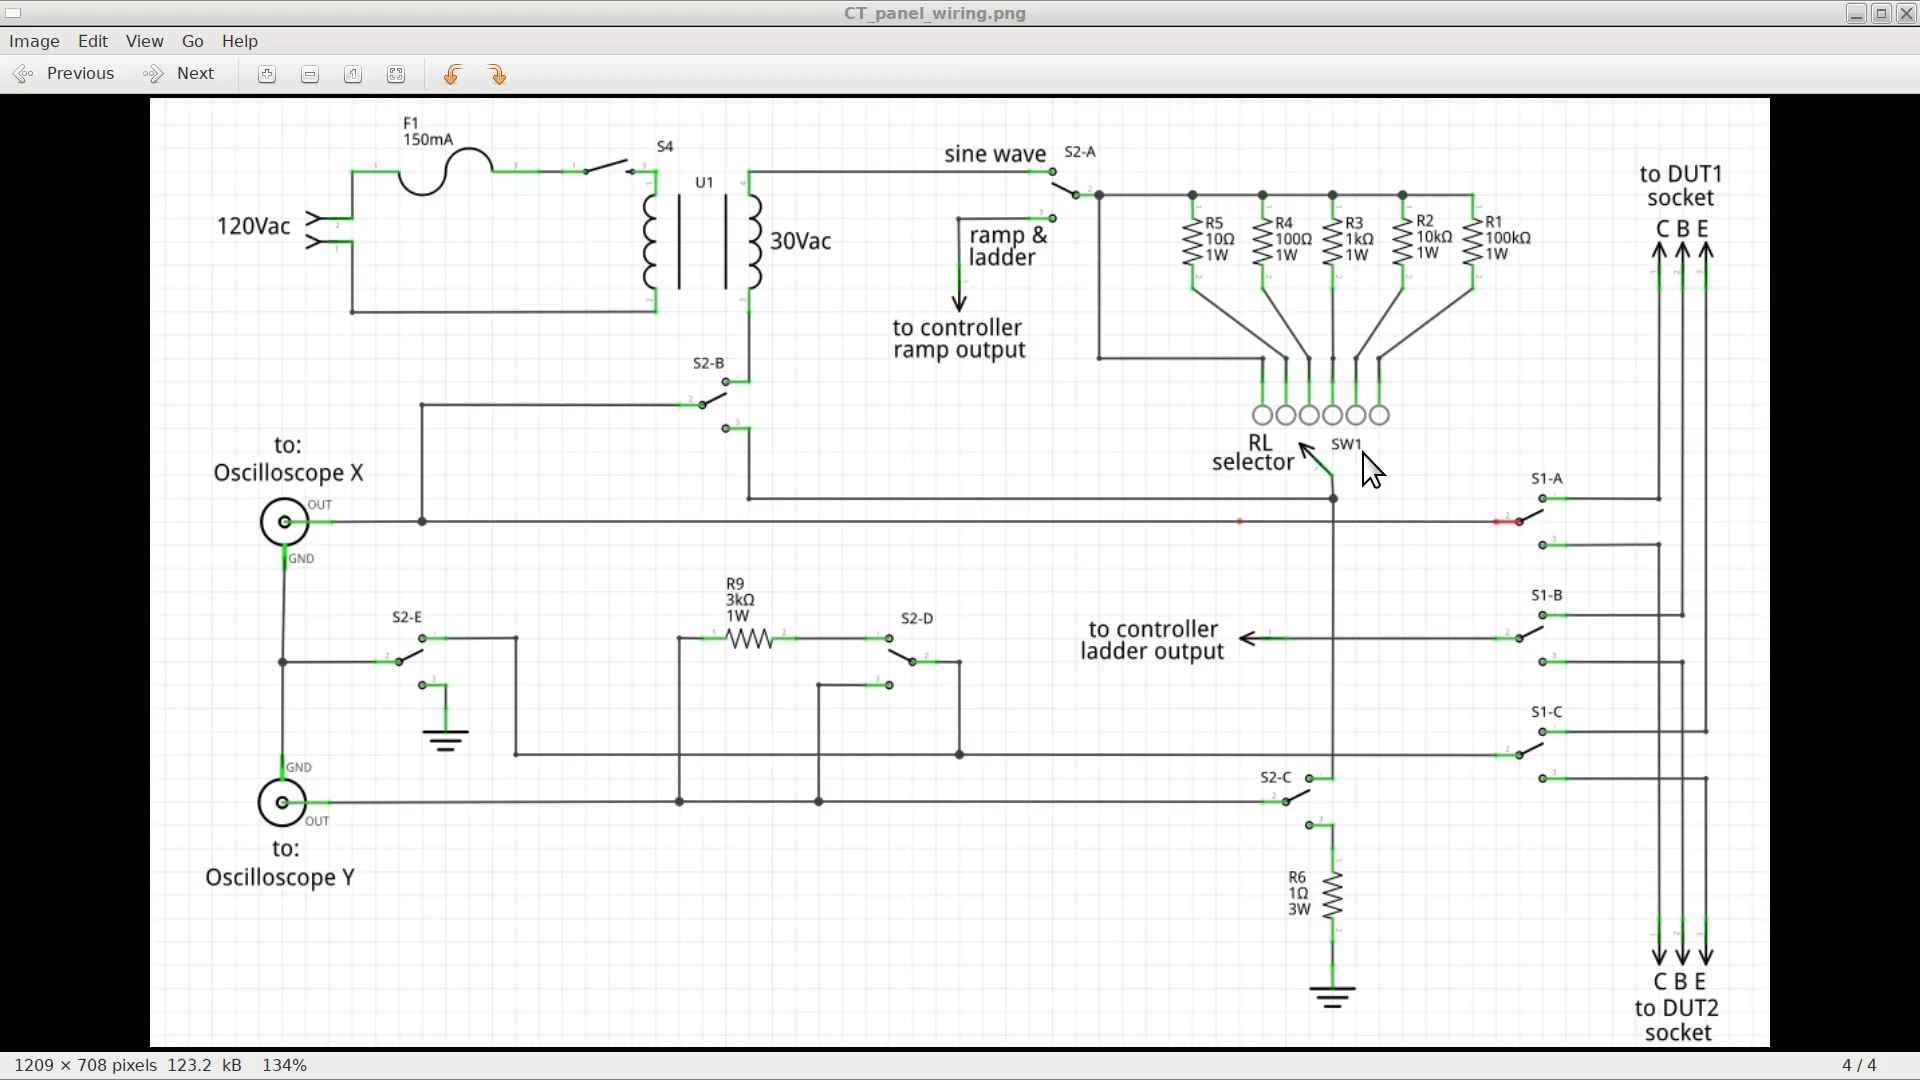 CT_panel_wiring.png
Image Edit View Go Help
Previous Next
F1
150mA
S4
U1
120Vac
30Vac
sine wave
S2-A
ramp &
ladder
to controller
ramp output
R5
10Ω
1W
R4
100Ω
1W
R3
1kΩ
1W
R2
10kΩ
1W
R1
100kΩ
1W
to DUT1
socket
C B E
S2-B
RL
selector
SW1
to:
Oscilloscope X
OUT
GND
S1-A
S2-E
R9
3kΩ
1W
S2-D
to controller
ladder output
S1-B
S1-C
GND
OUT
to:
Oscilloscope Y
S2-C
R6
1Ω
3W
C B E
to DUT2
socket
1209 × 708 pixels 123.2 kB 134%
4 / 4